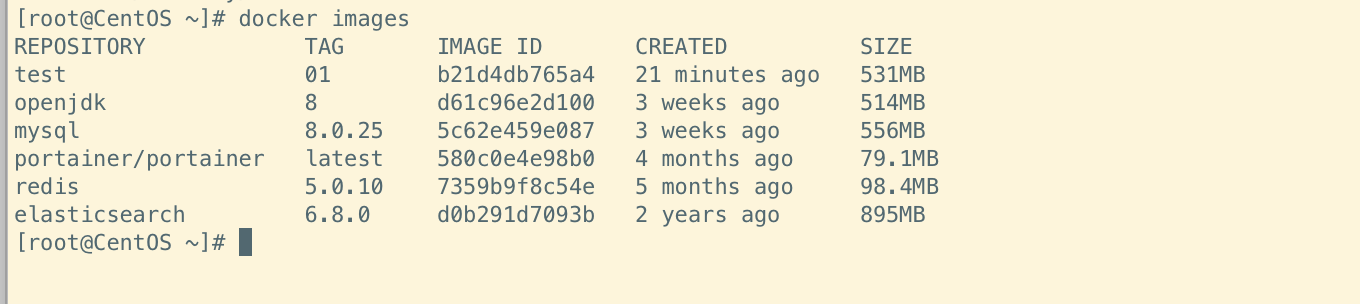 [root@CentOS ~]# docker images
REPOSITORY TAG IMAGE ID CREATED SIZE
test 01 b21d4db765a4 21 minutes ago 531MB
openjdk 8 d61c96e2d100 3 weeks ago 514MB
mysql 8.0.25 5c62e459e087 3 weeks ago 556MB
portainer/portainer latest 580c0e4e98b0 4 months ago 79.1MB
redis 5.0.10 7359b9f8c54e 5 months ago 98.4MB
elasticsearch 6.8.0 d0b291d7093b 2 years ago 895MB
[root@CentOS ~]#